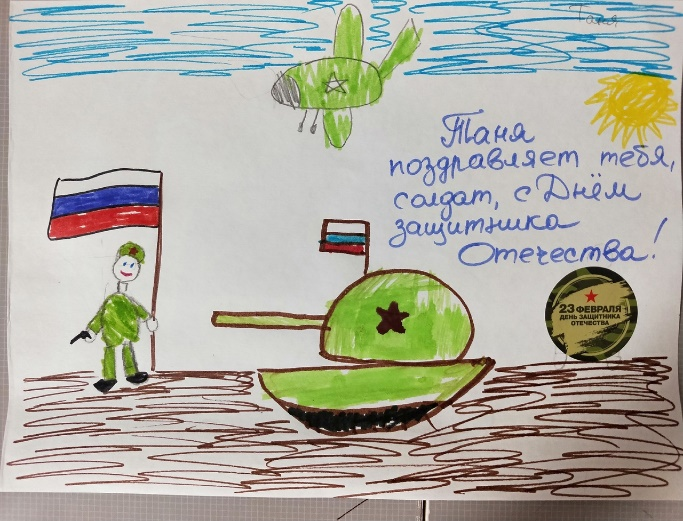 Таня
Таня
поздравляет тебя,
солдат, с Днём
защитника
Отечества!
23 ФЕВРАЛЯ
ДЕНЬ ЗАЩИТНИКА
ОТЕЧЕСТВА